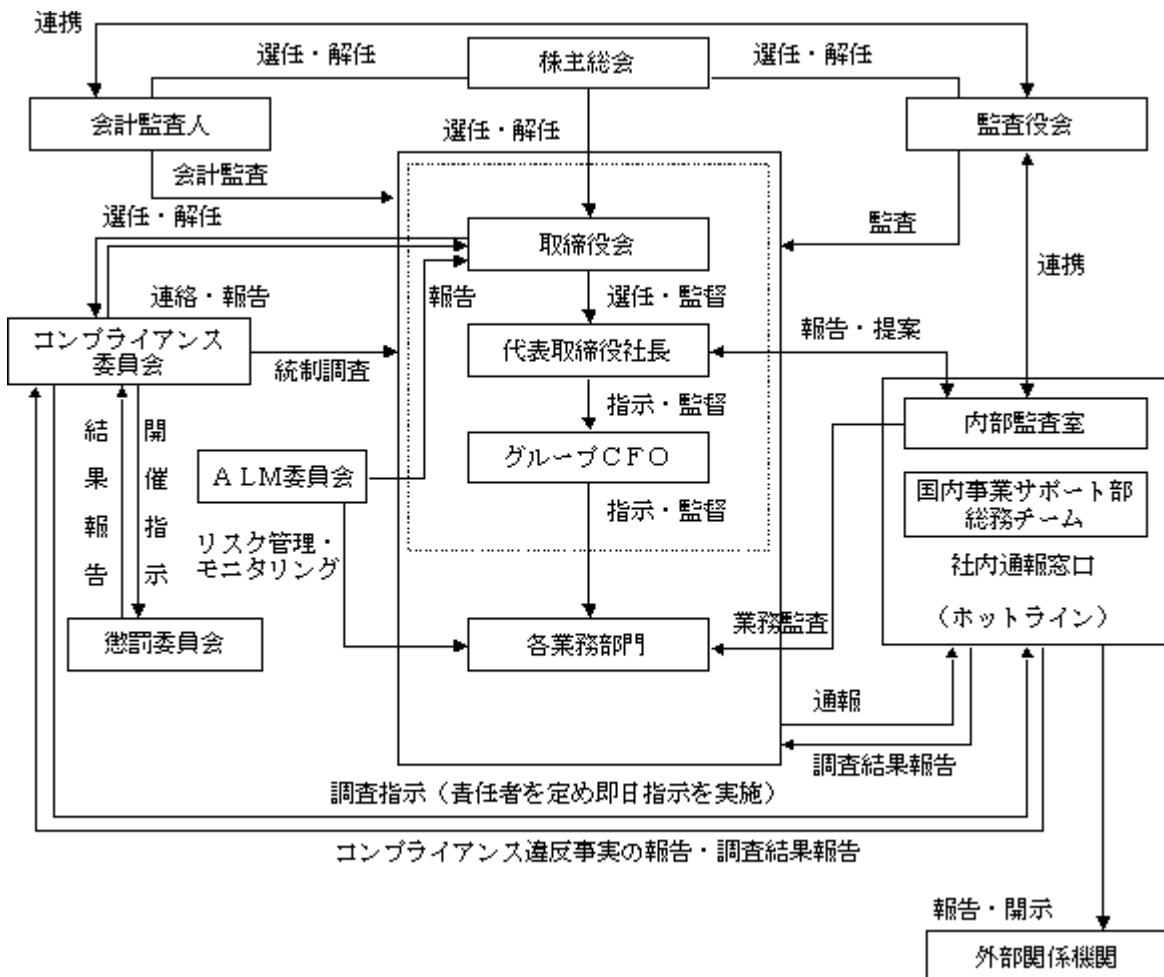 連携
選任・解任
株主総会
選任・解任
会計監査人
監査役会
選任・解任
会計監査
選任・解任
監査
取締役会
連携
連絡・報告
報告
選任・監督
コンプライアンス
委員会
統制調査
代表取締役社長
報告・提案
指示・監督
内部監査室
結果報告
開催指示
グループCFO
ALM委員会
国内事業サポート部
総務チーム
指示・監督
リスク管理・
モニタリング
社内通報窓口
(ホットライン)
懲罰委員会
各業務部門
業務監査
通報
調査結果報告
調査指示(責任者を定め即日指示を実施)
コンプライアンス違反事実の報告・調査結果報告
報告・開示
外部関係機関